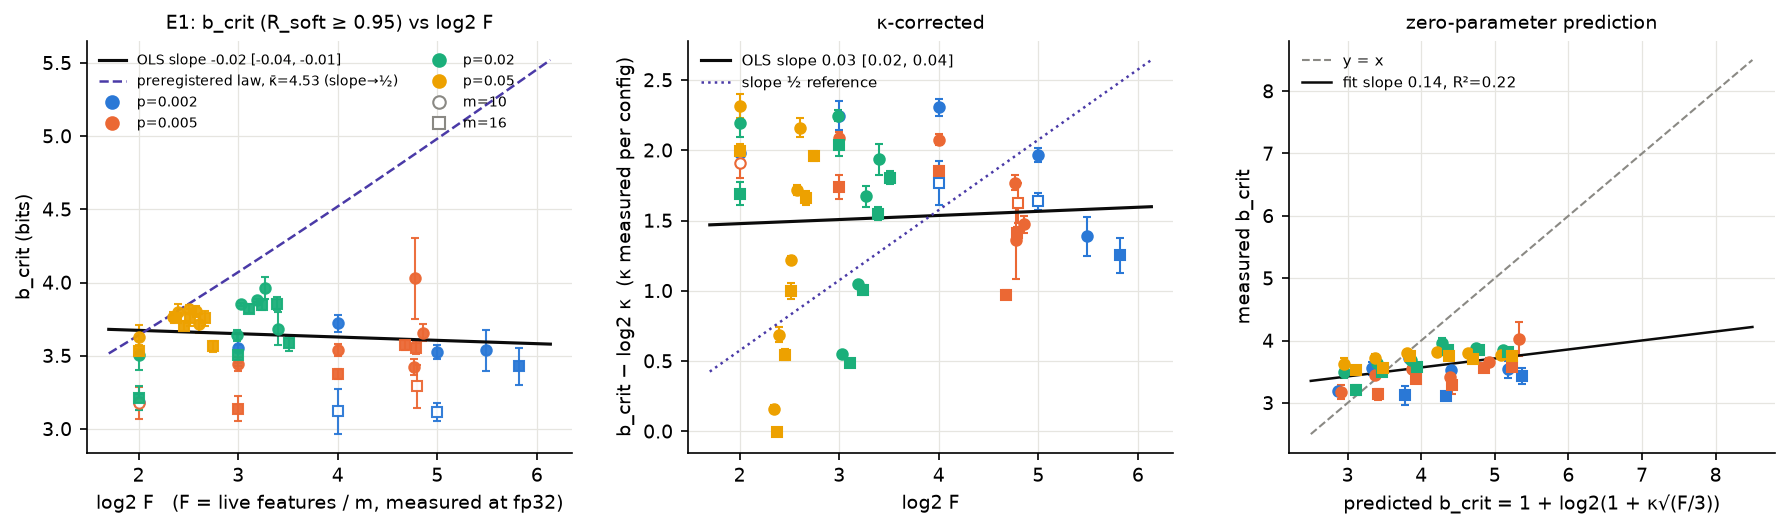 E1: b_crit (R_soft ≥ 0.95) vs log2 F
OLS slope -0.02 [-0.04, -0.01]
preregistered law, κ̄=4.53 (slope→½)
p=0.002
p=0.005
p=0.02
p=0.05
m=10
m=16
5.5
5.0
4.5
4.0
3.5
3.0
b_crit (bits)
2 3 4 5 6
log2 F (F = live features / m, measured at fp32)
κ-corrected
OLS slope 0.03 [0.02, 0.04]
slope ½ reference
2.5
2.0
1.5
1.0
0.5
0.0
b_crit − log2 κ (κ measured per config)
2 3 4 5 6
log2 F
zero-parameter prediction
y = x
fit slope 0.14, R²=0.22
8
7
6
5
4
3
measured b_crit
3 4 5 6 7 8
predicted b_crit = 1 + log2(1 + κ√(F/3))